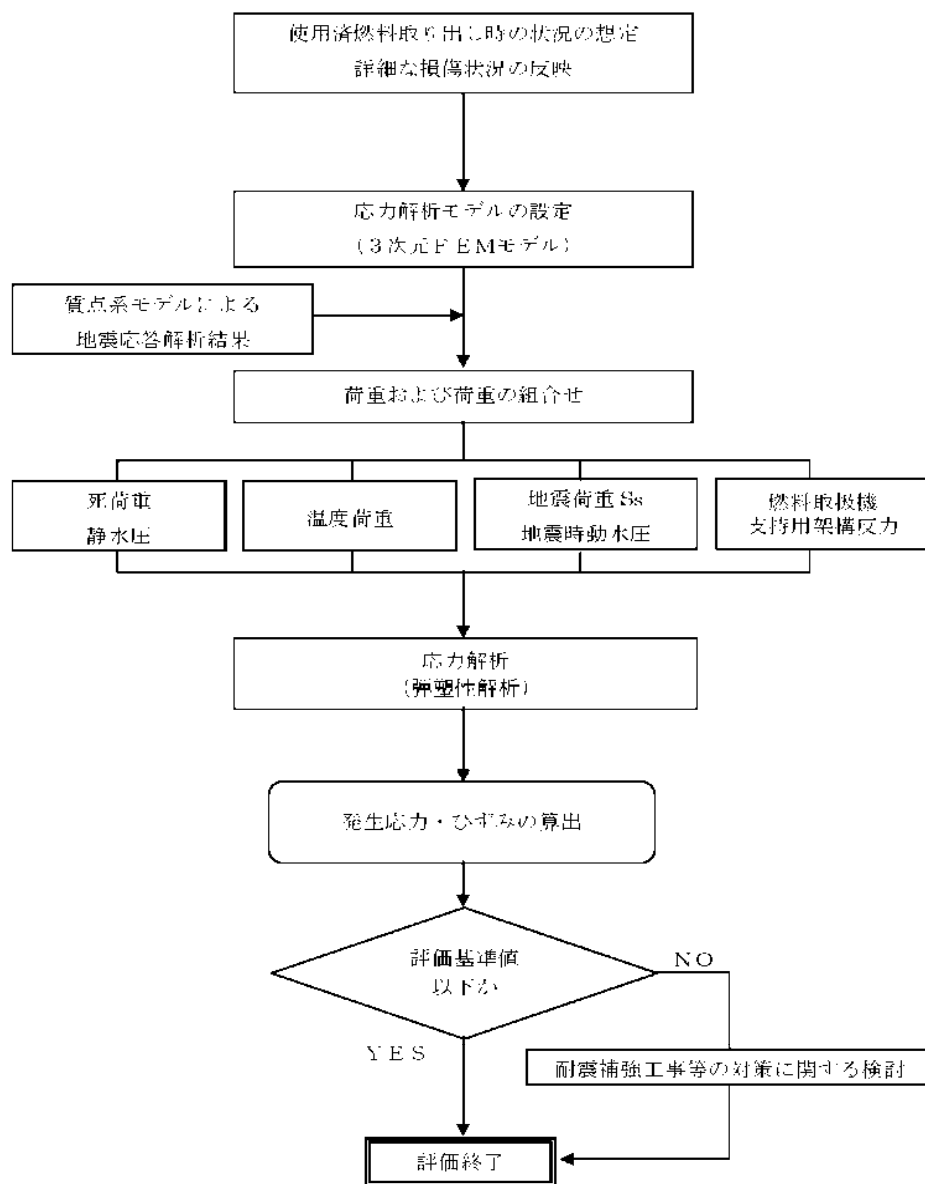 使用済燃料取り出し時の状況の想定
詳細な損傷状況の反映
応力解析モデルの設定
(3次元FEMモデル)
質点系モデルによる
地震応答解析結果
荷重および荷重の組合せ
死荷重
静水圧
温度荷重
地震荷重 Ss
地震時動水圧
燃料取扱機
支持用架構反力
応力解析
(弾塑性解析)
発生応力・ひずみの算出
評価基準値
以下か
NO
YES
耐震補強工事等の対策に関する検討
評価終了